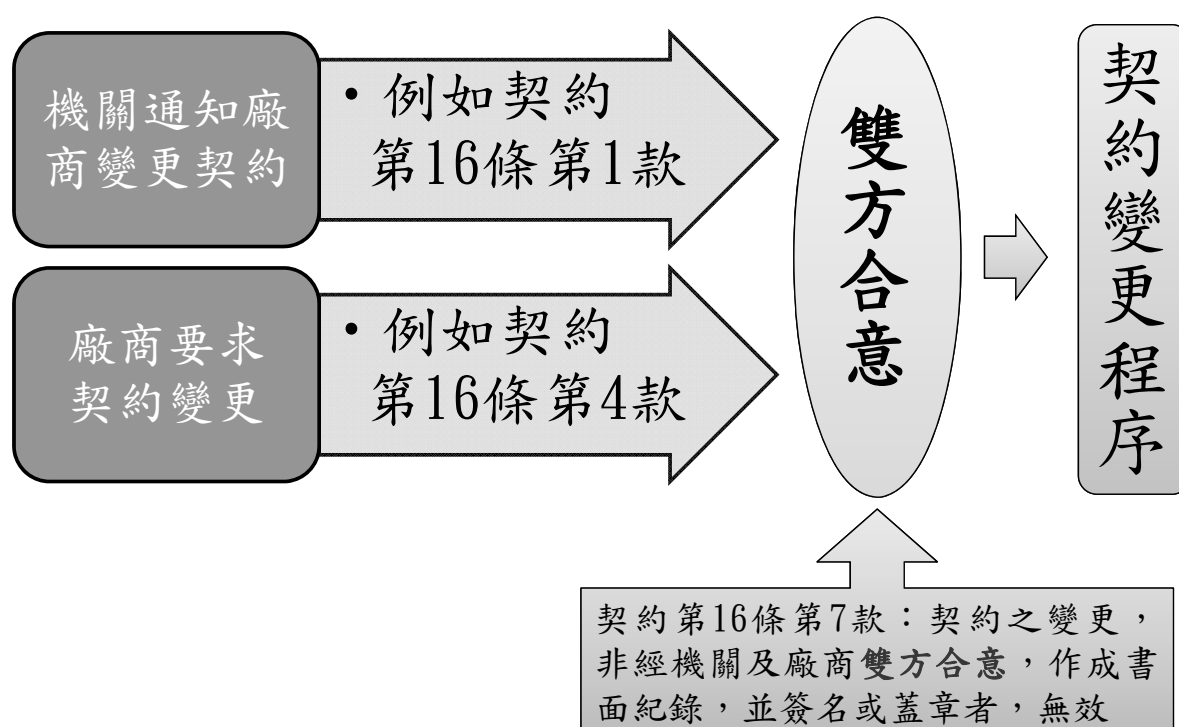 機關通知廠
商變更契約
• 例如契約
第16條第1款
廠商要求
契約變更
• 例如契約
第16條第4款
雙方合意
契約變更程序
契約第16條第7款：契約之變更，
非經機關及廠商雙方合意，作成書
面紀錄，並簽名或蓋章者，無效